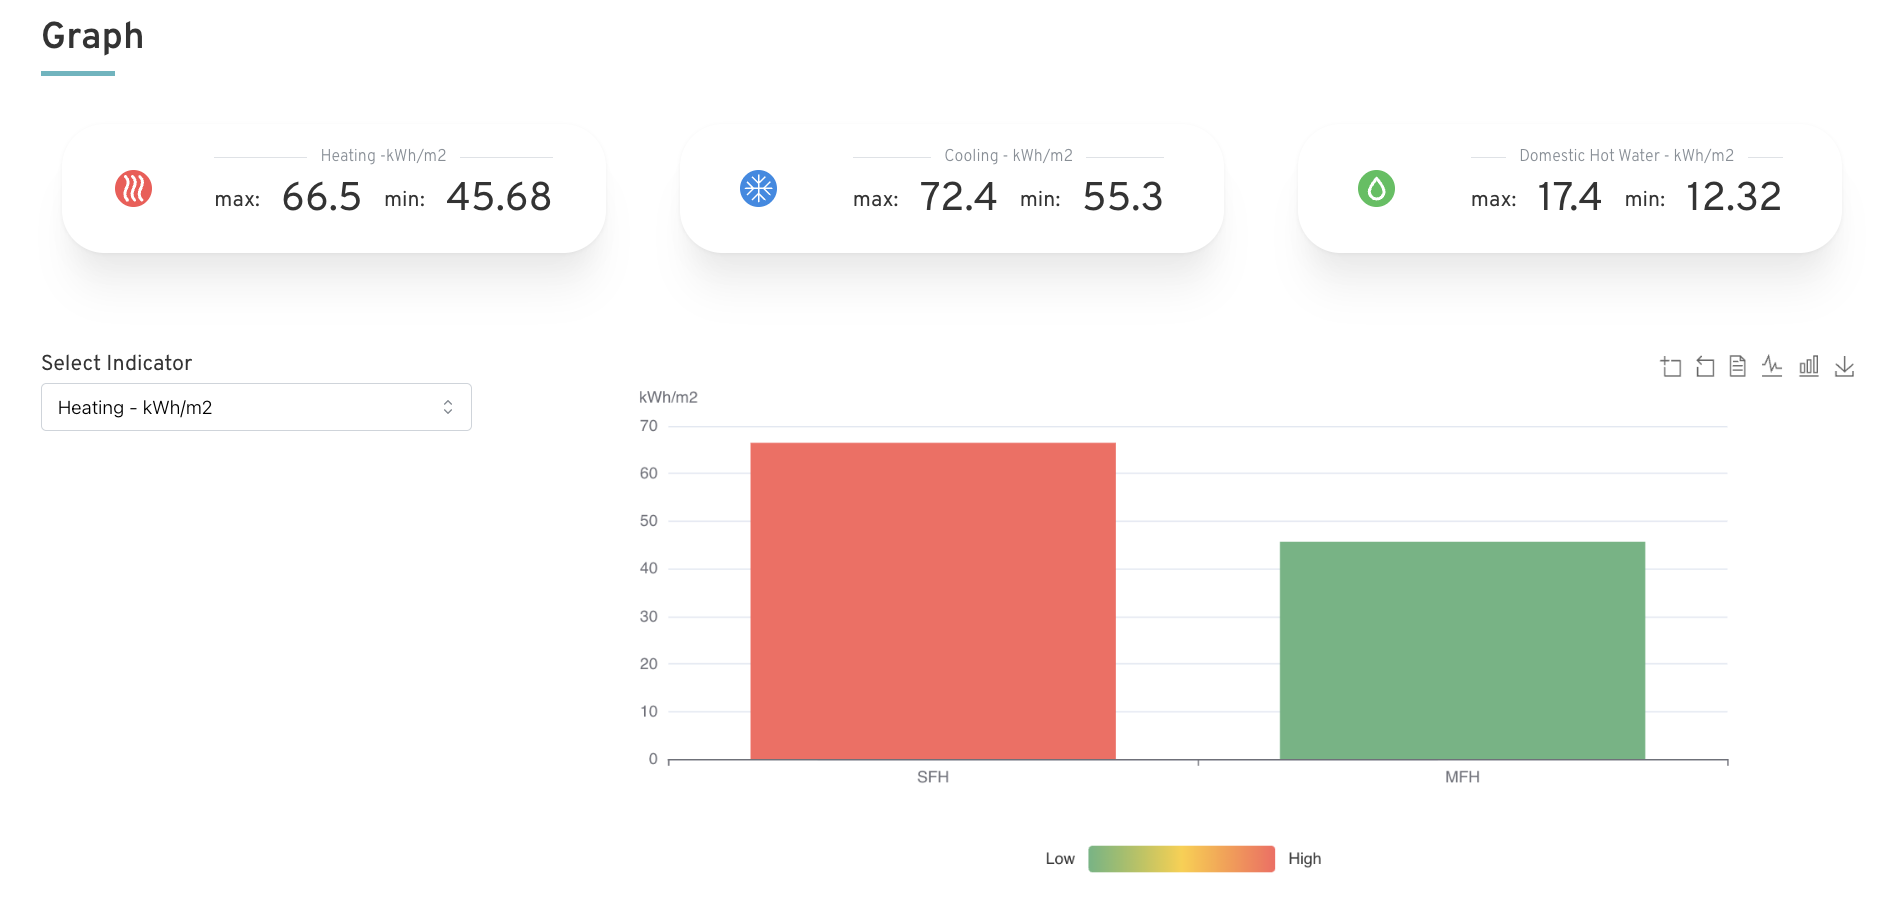 Graph
Heating -kWh/m2
max: 66.5 min: 45.68
Cooling - kWh/m2
max: 72.4 min: 55.3
Domestic Hot Water - kWh/m2
max: 17.4 min: 12.32
Select Indicator
Heating - kWh/m2
kWh/m2
70
60
50
40
30
20
10
0
SFH MFH
Low High